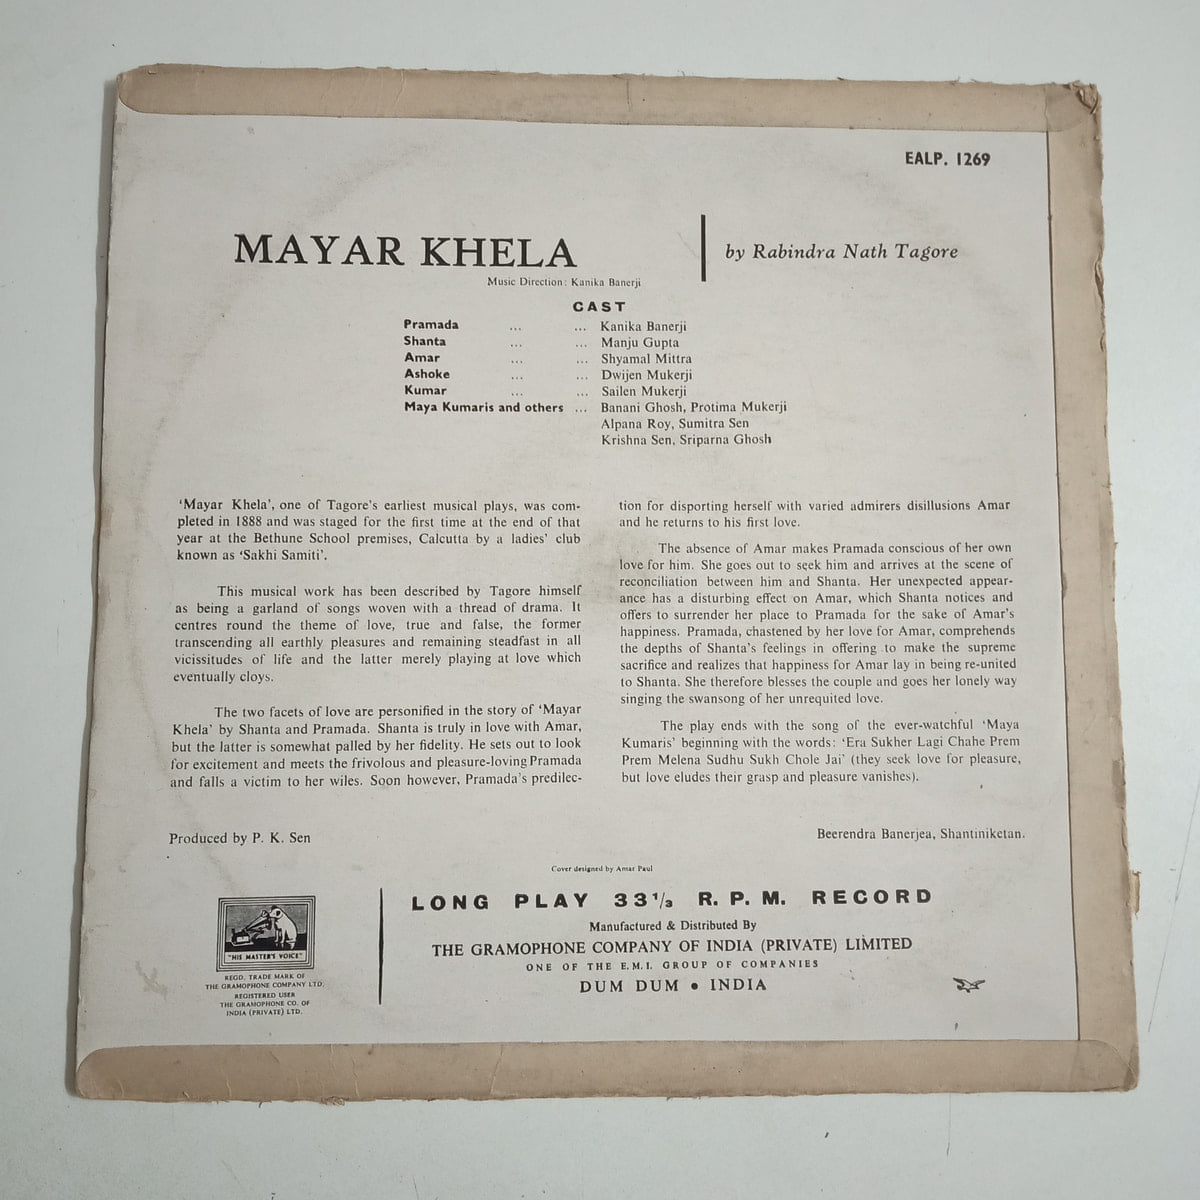 EALP. 1269
MAYAR KHELA
by Rabindra Nath Tagore
Music Direction: Kanika Banerji
CAST
Pramada ... ... Kanika Banerji
Shanta ... ... Manju Gupta
Amar ... ... Shyamal Mittra
Ashoke ... ... Dwijen Mukerji
Kumar ... ... Sailen Mukerji
Maya Kumaris and others ... Banani Ghosh, Protima Mukerji
Alpana Roy, Sumitra Sen
Krishna Sen, Sriparna Ghosh
‘Mayar Khela’, one of Tagore's earliest musical plays, was com-
pleted in 1888 and was staged for the first time at the end of that
year at the Bethune School premises, Calcutta by a ladies' club
known as ‘Sakhi Samiti’.
This musical work has been described by Tagore himself
as being a garland of songs woven with a thread of drama. It
centres round the theme of love, true and false, the former
transcending all earthly pleasures and remaining steadfast in all
vicissitudes of life and the latter merely playing at love which
eventually cloys.
The two facets of love are personified in the story of ‘Mayar
Khela’ by Shanta and Pramada. Shanta is truly in love with Amar,
but the latter is somewhat palled by her fidelity. He sets out to look
for excitement and meets the frivolous and pleasure-loving Pramada
and falls a victim to her wiles. Soon however, Pramada's predilec-
tion for disporting herself with varied admirers disillusions Amar
and he returns to his first love.
The absence of Amar makes Pramada conscious of her own
love for him. She goes out to seek him and arrives at the scene of
reconciliation between him and Shanta. Her unexpected appear-
ance has a disturbing effect on Amar, which Shanta notices and
offers to surrender her place to Pramada for the sake of Amar's
happiness. Pramada, chastened by her love for Amar, comprehends
the depths of Shanta's feelings in offering to make the supreme
sacrifice and realizes that happiness for Amar lay in being re-united
to Shanta. She therefore blesses the couple and goes her lonely way
singing the swansong of her unrequited love.
The play ends with the song of the ever-watchful ‘Maya
Kumaris’ beginning with the words: ‘Era Sukher Lagi Chahe Prem
Prem Melena Sudhu Sukh Chole Jai’ (they seek love for pleasure,
but love eludes their grasp and pleasure vanishes).
Produced by P. K. Sen
Beerendra Banerjea, Shantiniketan.
Cover designed by Amar Paul
"HIS MASTER'S VOICE"
REGD. TRADE MARK OF
THE GRAMOPHONE COMPANY LTD.
REGISTERED USER
THE GRAMOPHONE CO. OF
INDIA (PRIVATE) LTD.
LONG PLAY 33 1/3 R. P. M. RECORD
Manufactured & Distributed By
THE GRAMOPHONE COMPANY OF INDIA (PRIVATE) LIMITED
ONE OF THE E.M.I. GROUP OF COMPANIES
DUM DUM • INDIA